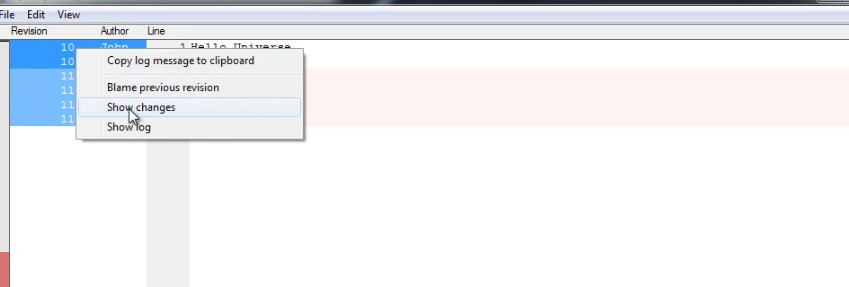 File Edit View
Revision Author Line
10 John 1 Hello Universe
10 Copy log message to clipboard
11
11 Blame previous revision
11 Show changes
11 Show log